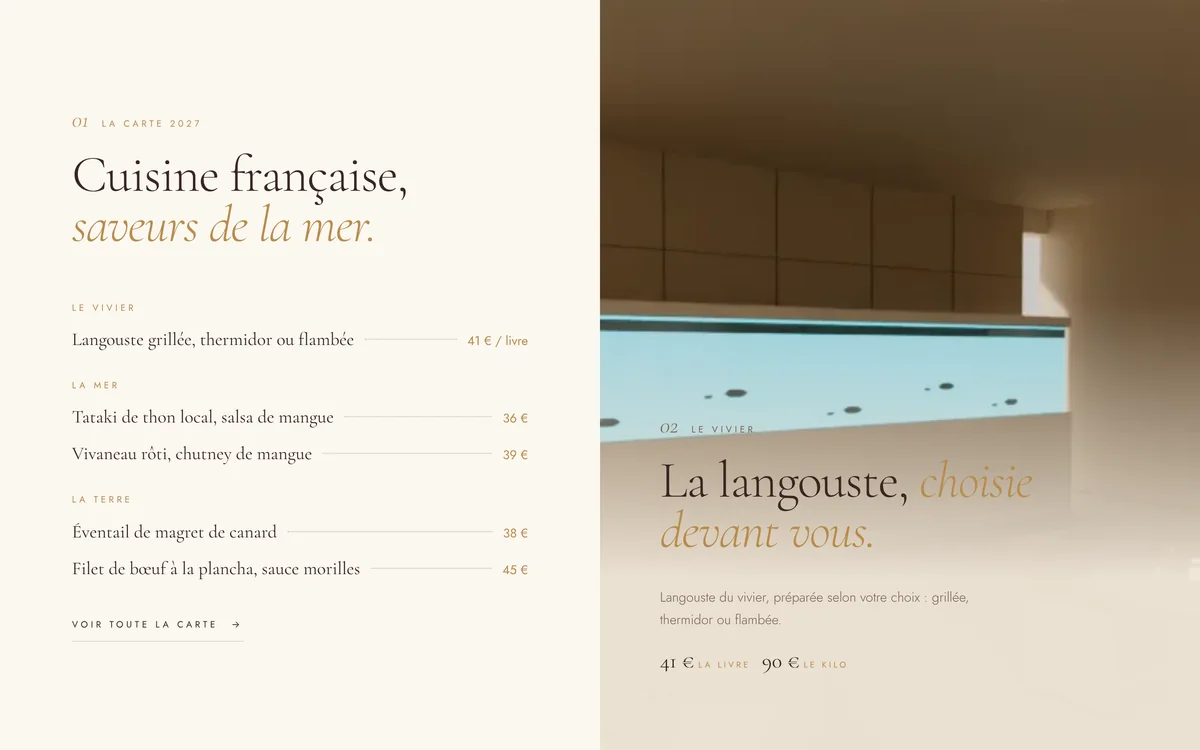 01 LA CARTE 2027
Cuisine française,
saveurs de la mer.
LE VIVIER
Langouste grillée, thermidor ou flambée 41 € / livre
LA MER
Tataki de thon local, salsa de mangue 36 €
Vivaneau rôti, chutney de mangue 39 €
LA TERRE
Éventail de magret de canard 38 €
Filet de bœuf à la plancha, sauce morilles 45 €
VOIR TOUTE LA CARTE →
02 LE VIVIER
La langouste, choisie
devant vous.
Langouste du vivier, préparée selon votre choix : grillée,
thermidor ou flambée.
41 € LA LIVRE 90 € LE KILO